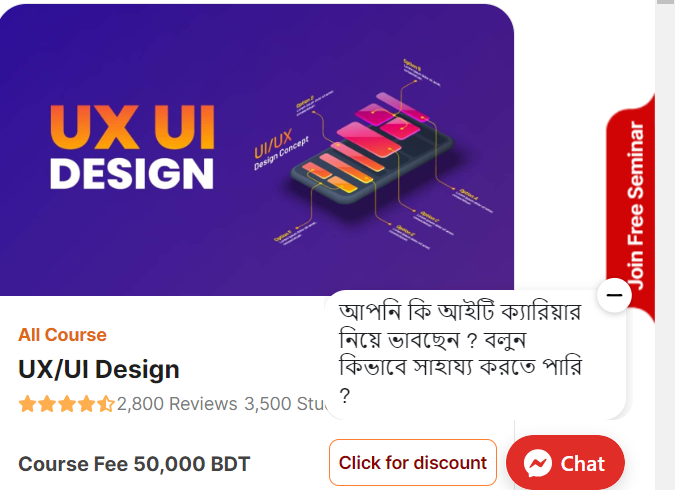 UX UI
DESIGN
UI/UX
Design Concept
Join Free Seminar
All Course
UX/UI Design
2,800 Reviews 3,500
Course Fee 50,000 BDT
Click for discount
আপনি কি আইটি ক্যারিয়ার
নিয়ে ভাবছেন ? বলুন
কিভাবে সাহায্য করতে পারি
?
Chat